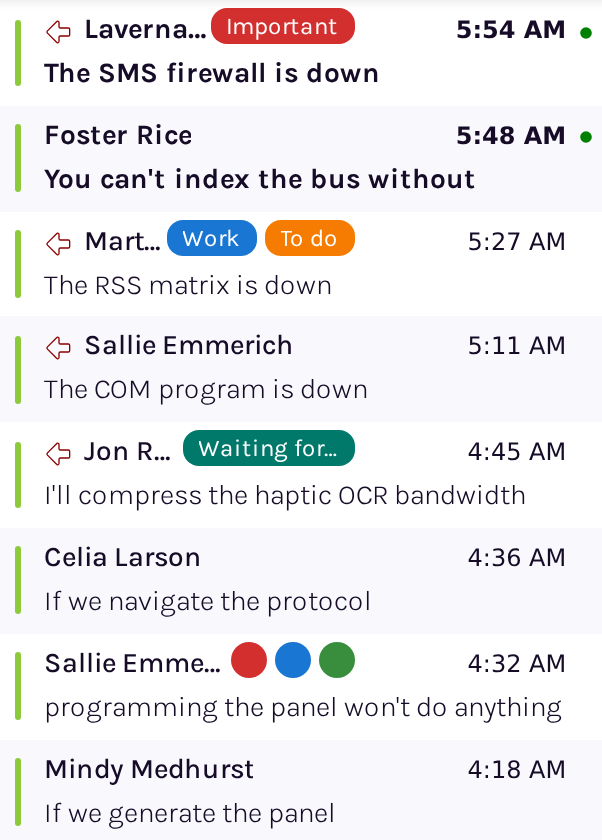 Laverna... Important 5:54 AM
The SMS firewall is down
Foster Rice 5:48 AM
You can't index the bus without
Mart... Work To do 5:27 AM
The RSS matrix is down
Sallie Emmerich 5:11 AM
The COM program is down
Jon R... Waiting for... 4:45 AM
I'll compress the haptic OCR bandwidth
Celia Larson 4:36 AM
If we navigate the protocol
Sallie Emme... 4:32 AM
programming the panel won't do anything
Mindy Medhurst 4:18 AM
If we generate the panel